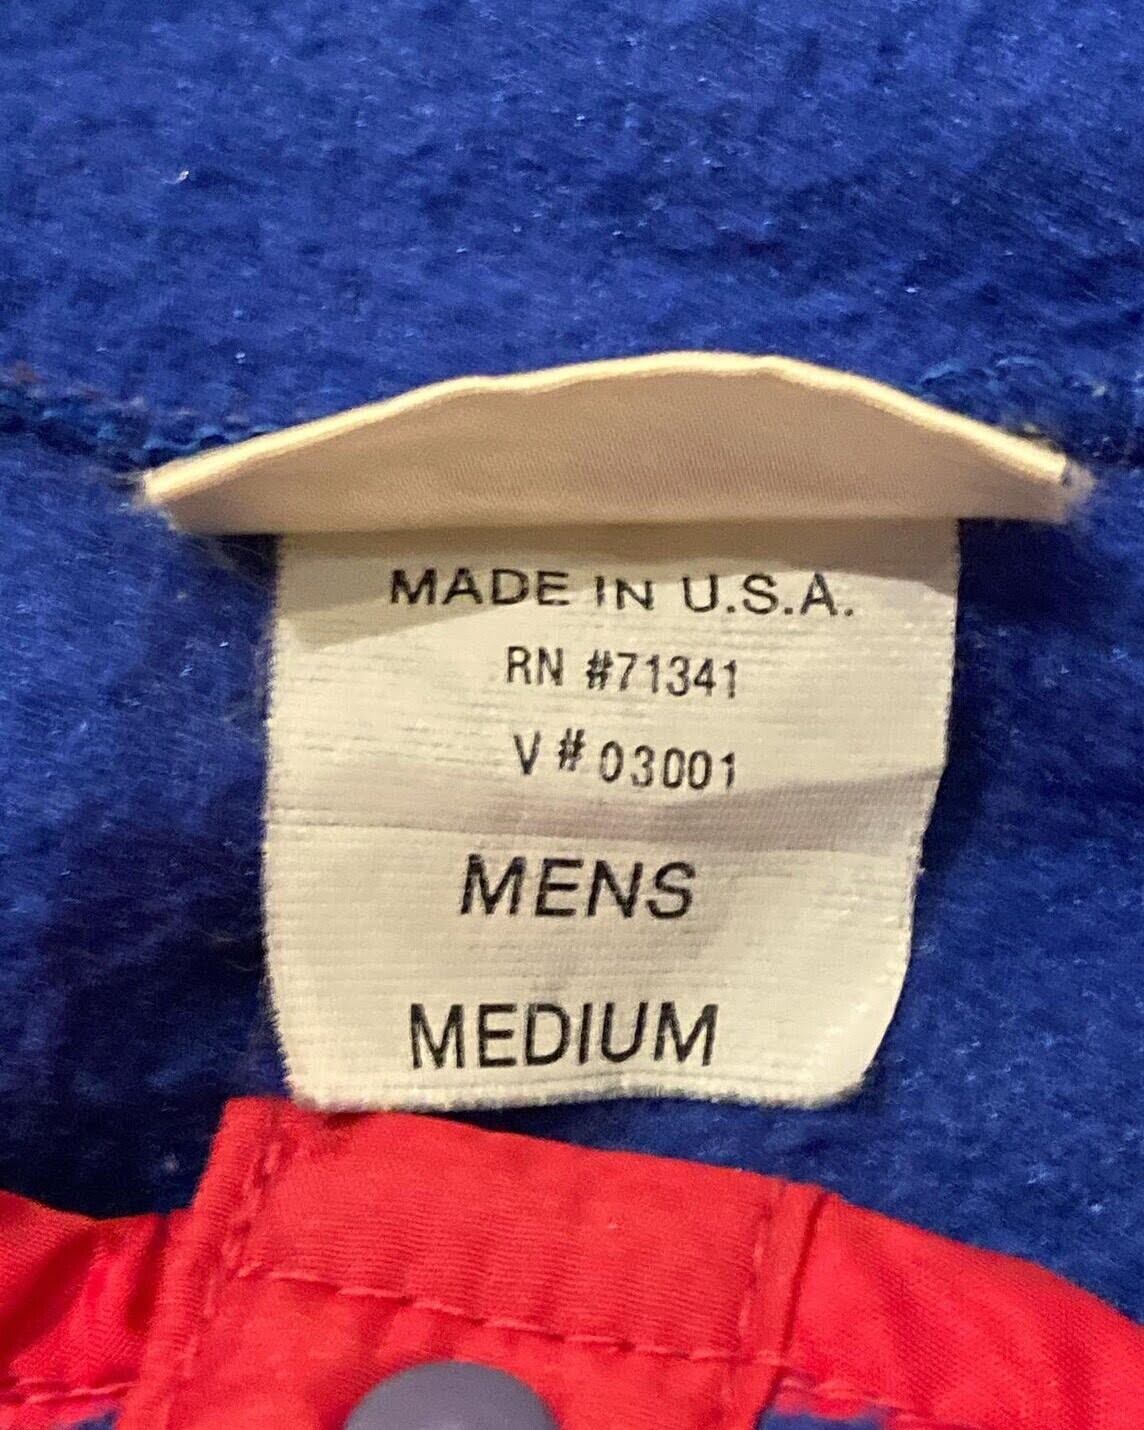 MADE IN U.S.A.
RN #71341
V # 03001
MENS
MEDIUM